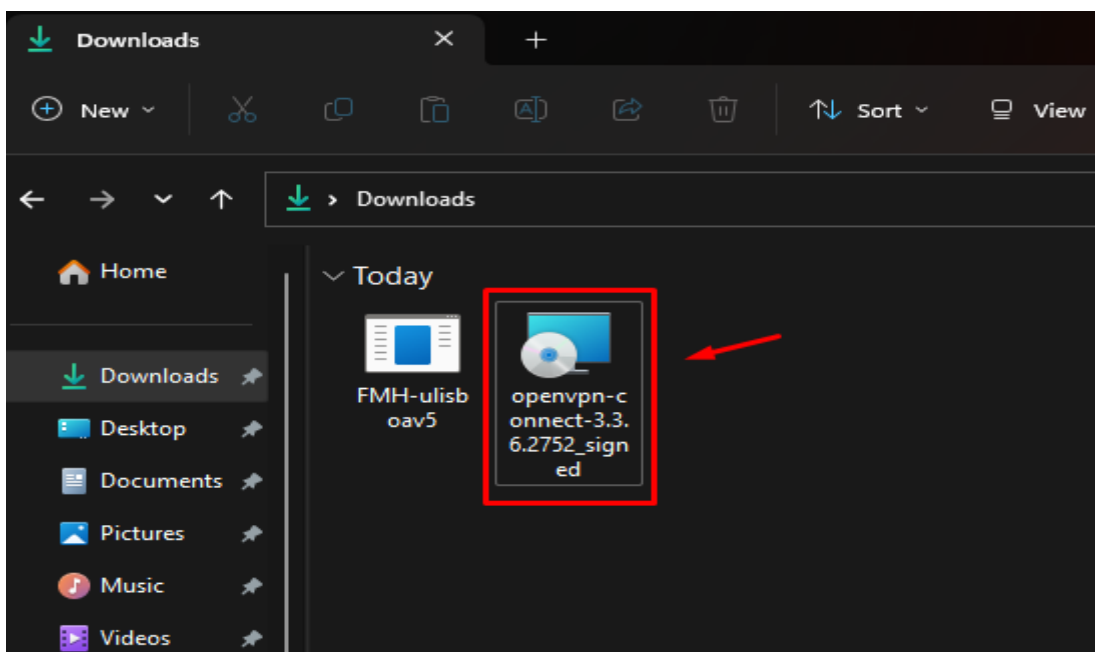 Downloads
New
Sort
View
Downloads
Home
Downloads
Desktop
Documents
Pictures
Music
Videos
Today
FMH-ulisb
oav5
openvpn-c
onnect-3.3.
6.2752_sign
ed